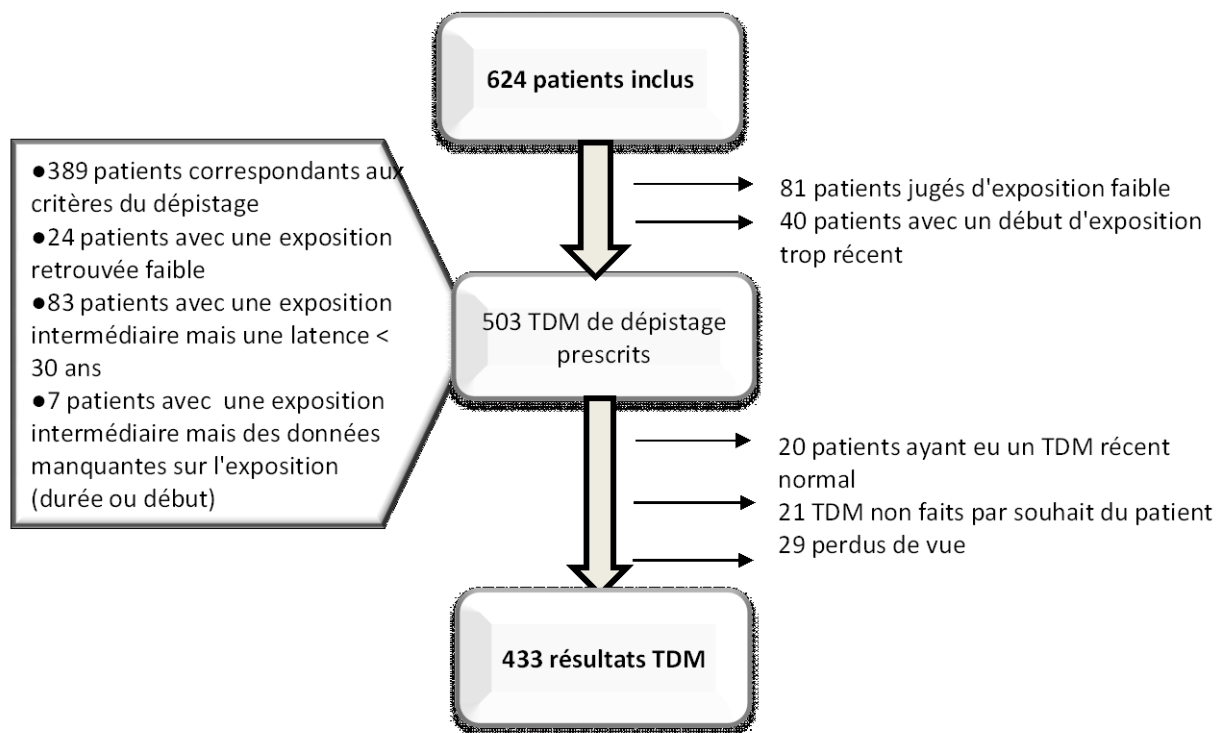 624 patients inclus
●389 patients correspondants aux
critères du dépistage
●24 patients avec une exposition
retrouvée faible
●83 patients avec une exposition
intermédiaire mais une latence <
30 ans
●7 patients avec une exposition
intermédiaire mais des données
manquantes sur l'exposition
(durée ou début)
81 patients jugés d'exposition faible
40 patients avec un début d'exposition
trop récent
503 TDM de dépistage
prescrits
20 patients ayant eu un TDM récent
normal
21 TDM non faits par souhait du patient
29 perdus de vue
433 résultats TDM